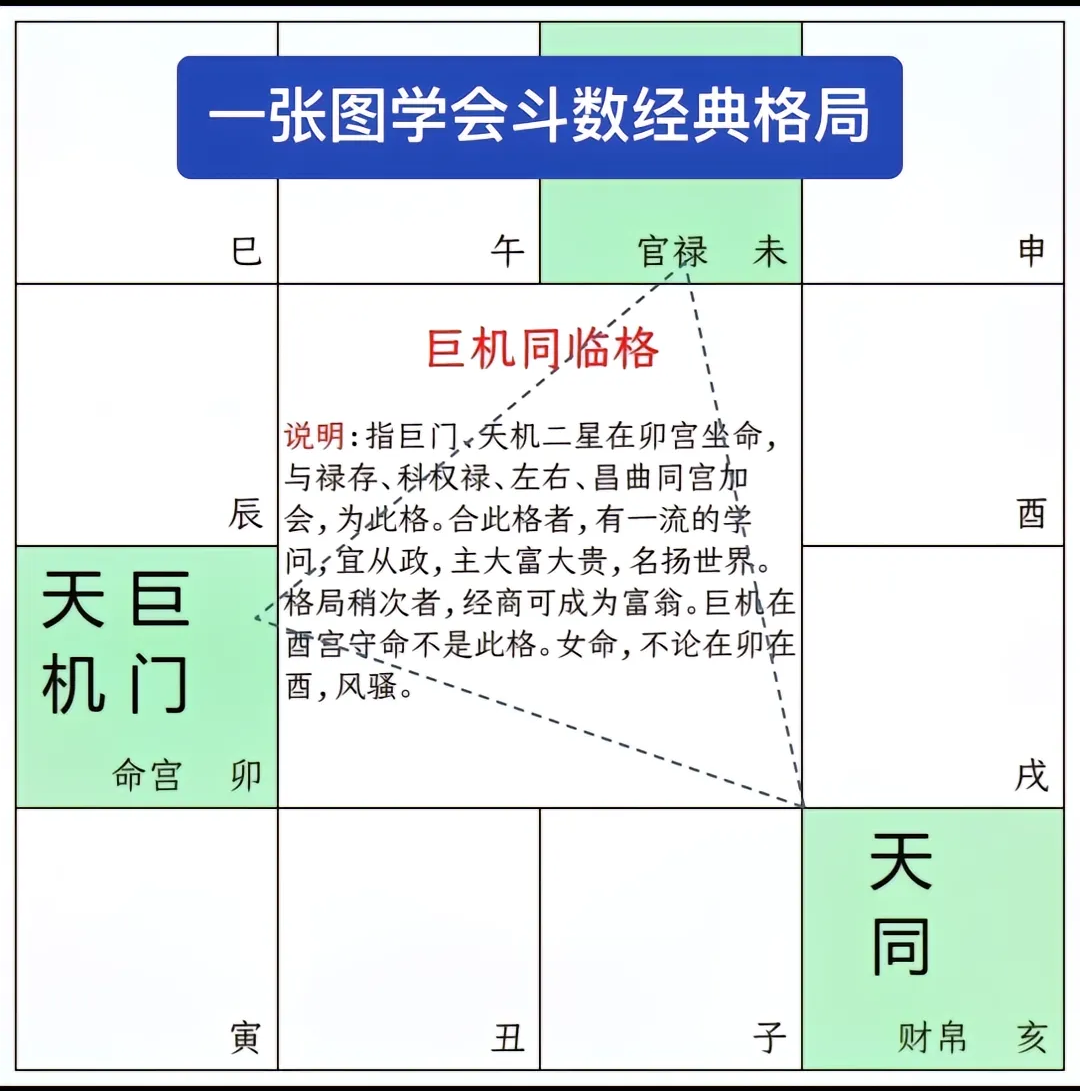 一张图学会斗数经典格局
巳
午
官禄 未
申
巨机同临格
说明:指巨门、天机二星在卯宫坐命,
与禄存、科权禄、左右、昌曲同宫加
会,为此格。合此格者,有一流的学
问,宜从政,主大富大贵,名扬世界。
格局稍次者,经商可成为富翁。巨机在
酉宫守命不是此格。女命,不论在卯在
酉,风骚。
辰
酉
天机
巨门
命宫 卯
戌
寅
丑
子
天同
财帛 亥